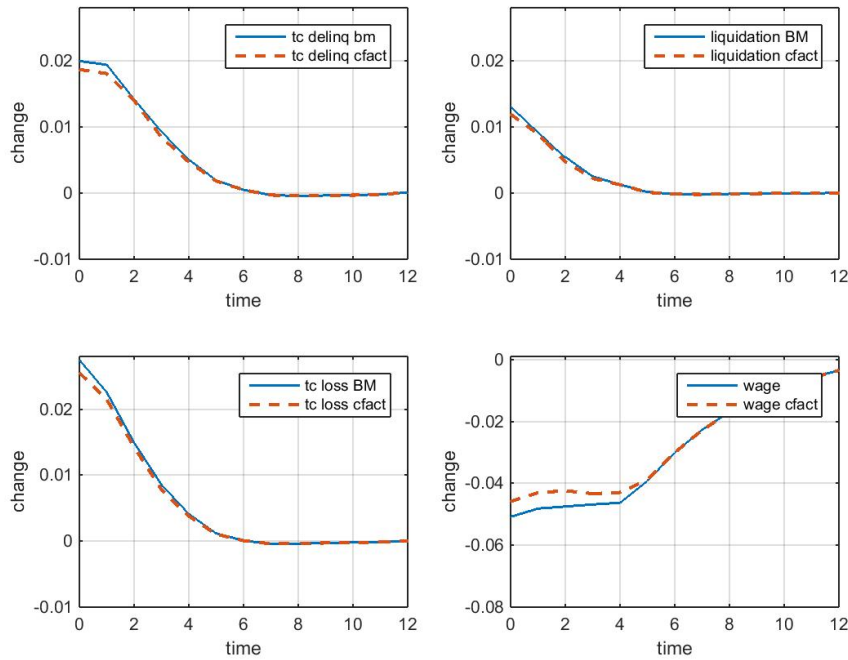 0.02
0.01
0
-0.01
change
0 2 4 6 8 10 12
time
tc delinq bm
tc delinq cfact
0.02
0.01
0
-0.01
change
0 2 4 6 8 10 12
time
liquidation BM
liquidation cfact
0.02
0.01
0
-0.01
change
0 2 4 6 8 10 12
time
tc loss BM
tc loss cfact
0
-0.02
-0.04
-0.06
-0.08
change
0 2 4 6 8 10 12
time
wage
wage cfact